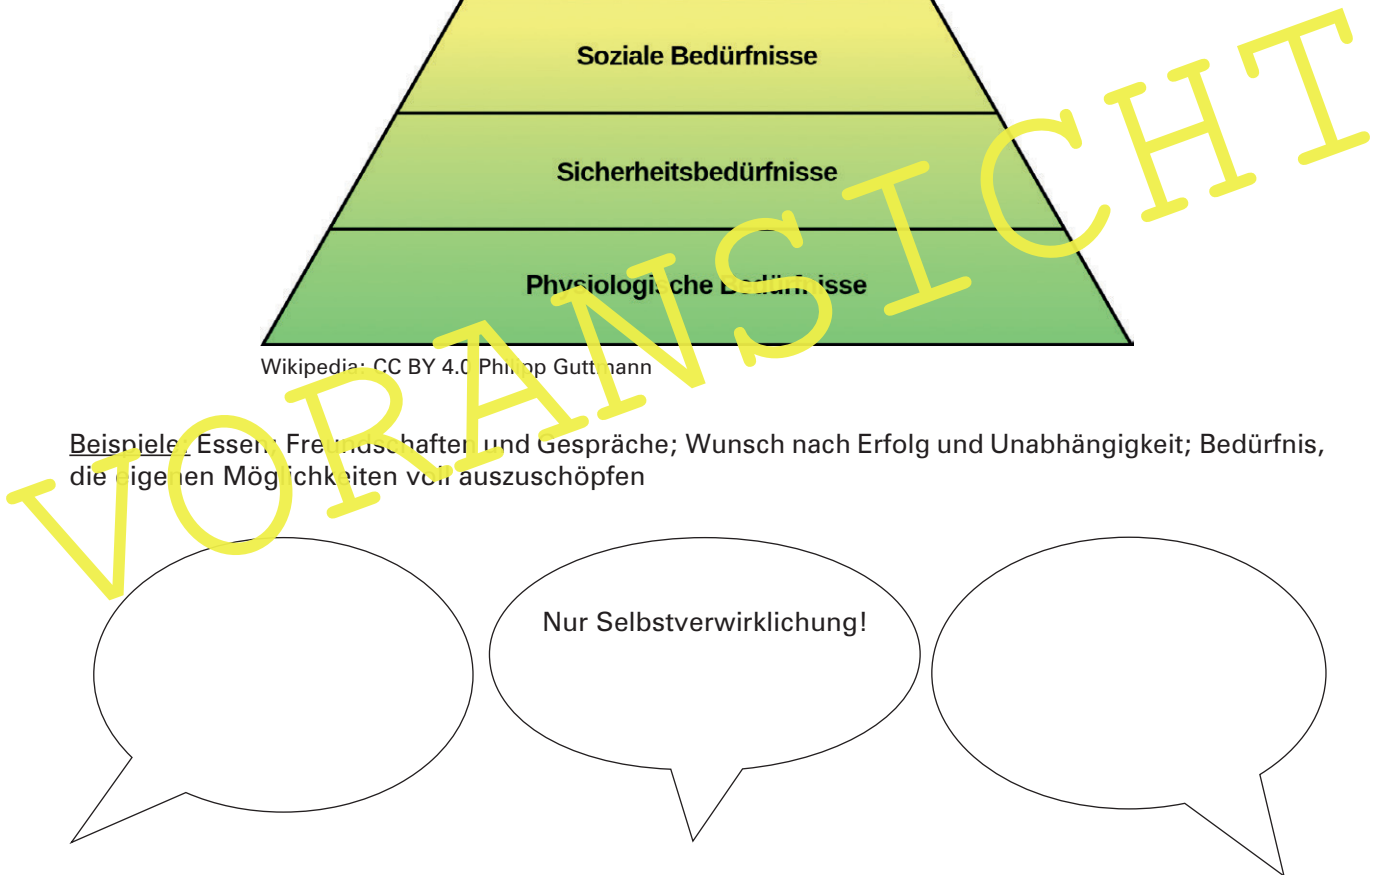 Soziale Bedürfnisse
Sicherheitsbedürfnisse
Physiologische Bedürfnisse
Wikipedia: CC BY 4.0 Philipp Guttmann
Beispiele: Essen; Freundschaften und Gespräche; Wunsch nach Erfolg und Unabhängigkeit; Bedürfnis,
die eigenen Möglichkeiten voll auszuschöpfen
Nur Selbstverwirklichung!
VORANSICHT